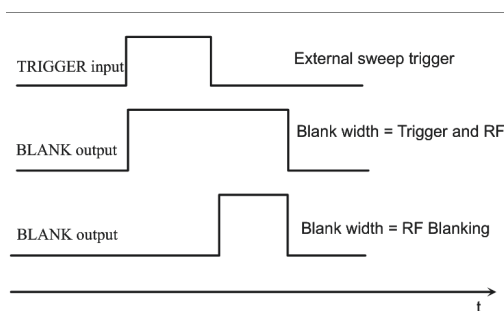 TRIGGER input
External sweep trigger
BLANK output
Blank width = Trigger and RF
BLANK output
Blank width = RF Blanking
t